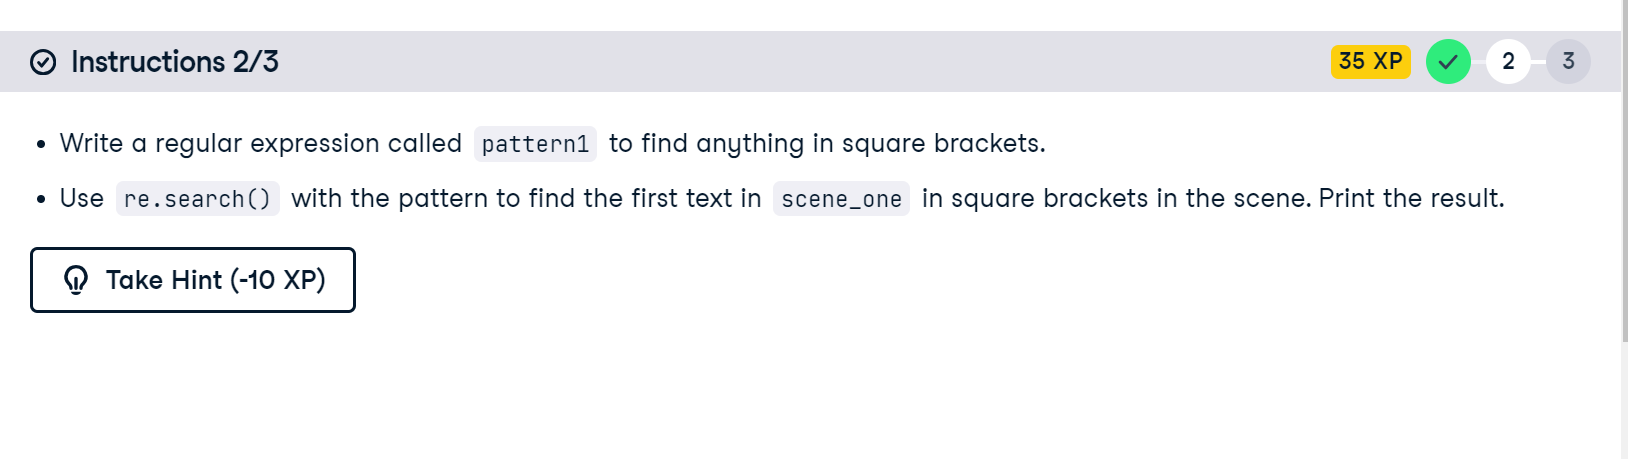 Instructions 2/3
35 XP
2
3
Write a regular expression called pattern1 to find anything in square brackets.
Use re.search() with the pattern to find the first text in scene_one in square brackets in the scene. Print the result.
Take Hint (-10 XP)